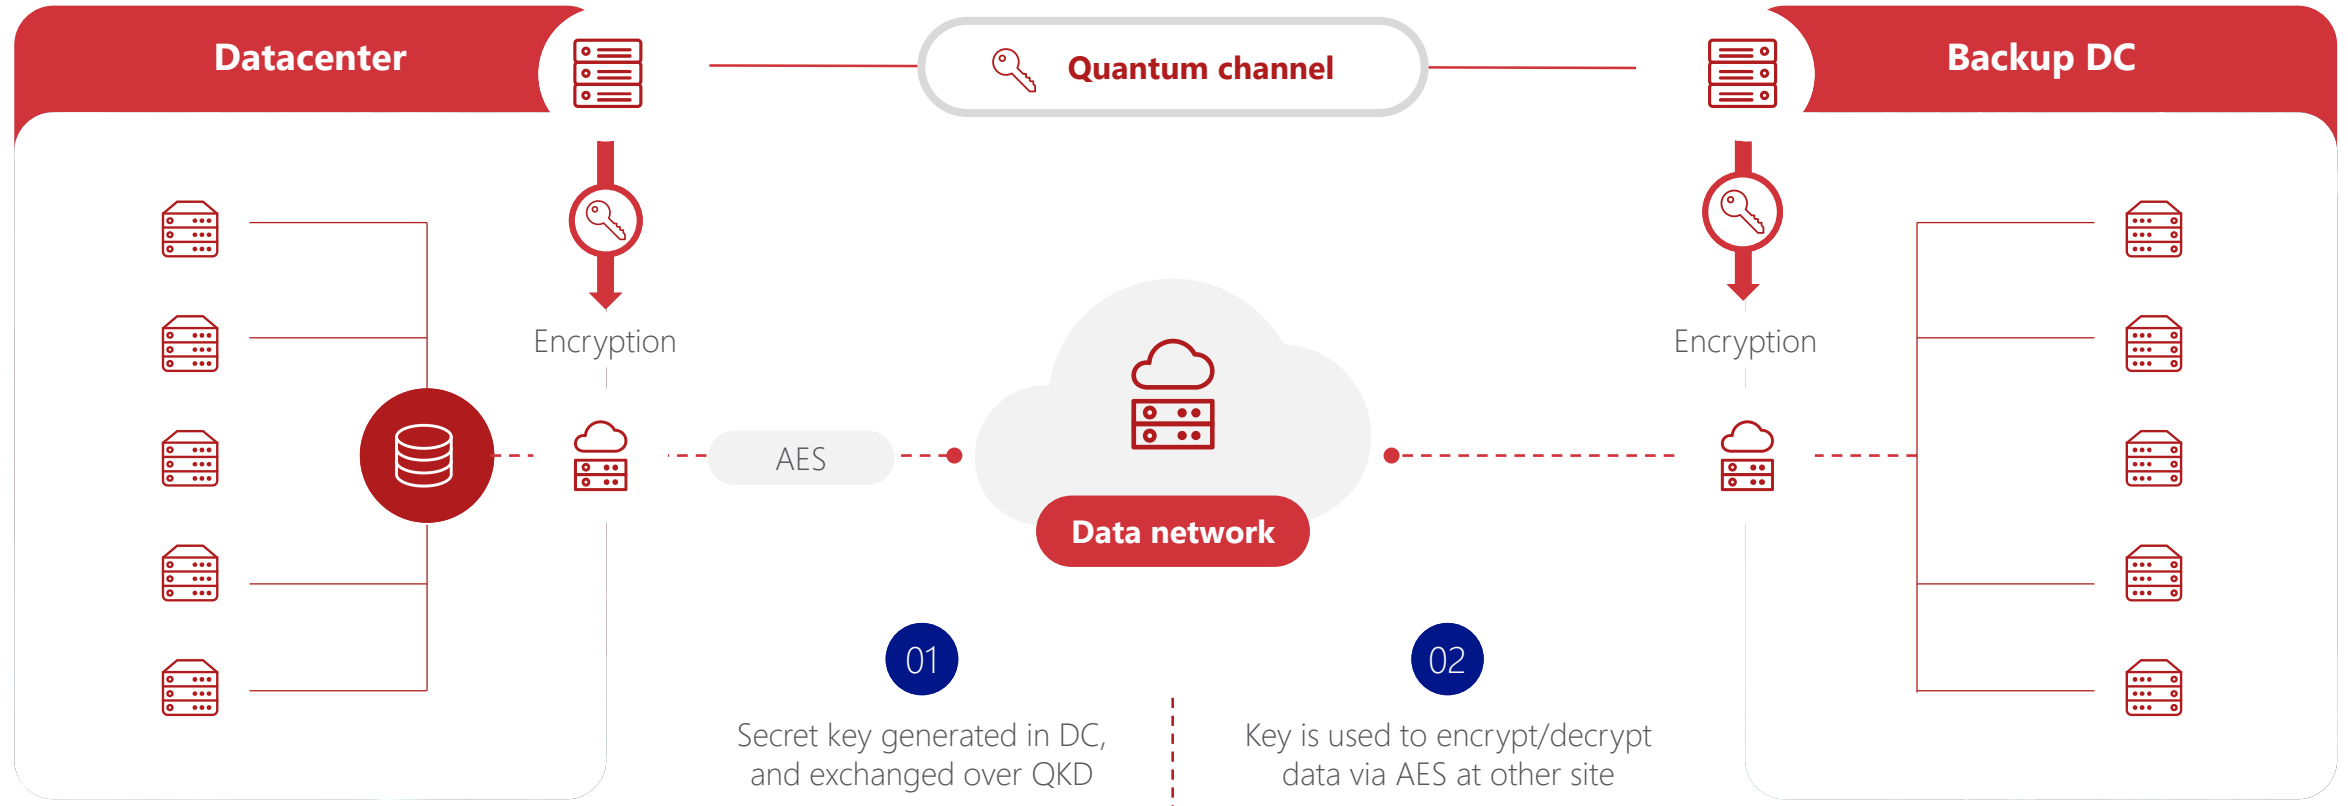 Datacenter
Quantum channel
Backup DC
Encryption
Encryption
AES
Data network
01
Secret key generated in DC,
and exchanged over QKD
02
Key is used to encrypt/decrypt
data via AES at other site